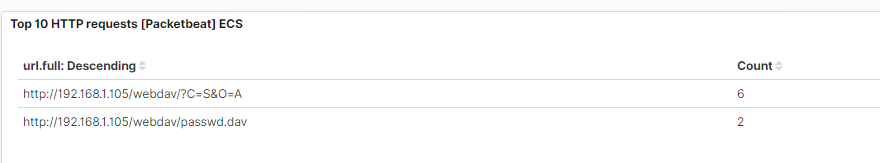 Top 10 HTTP requests [Packetbeat] ECS
url.full: Descending Count
http://192.168.1.105/webdav/?C=S&O=A 6
http://192.168.1.105/webdav/passwd.dav 2